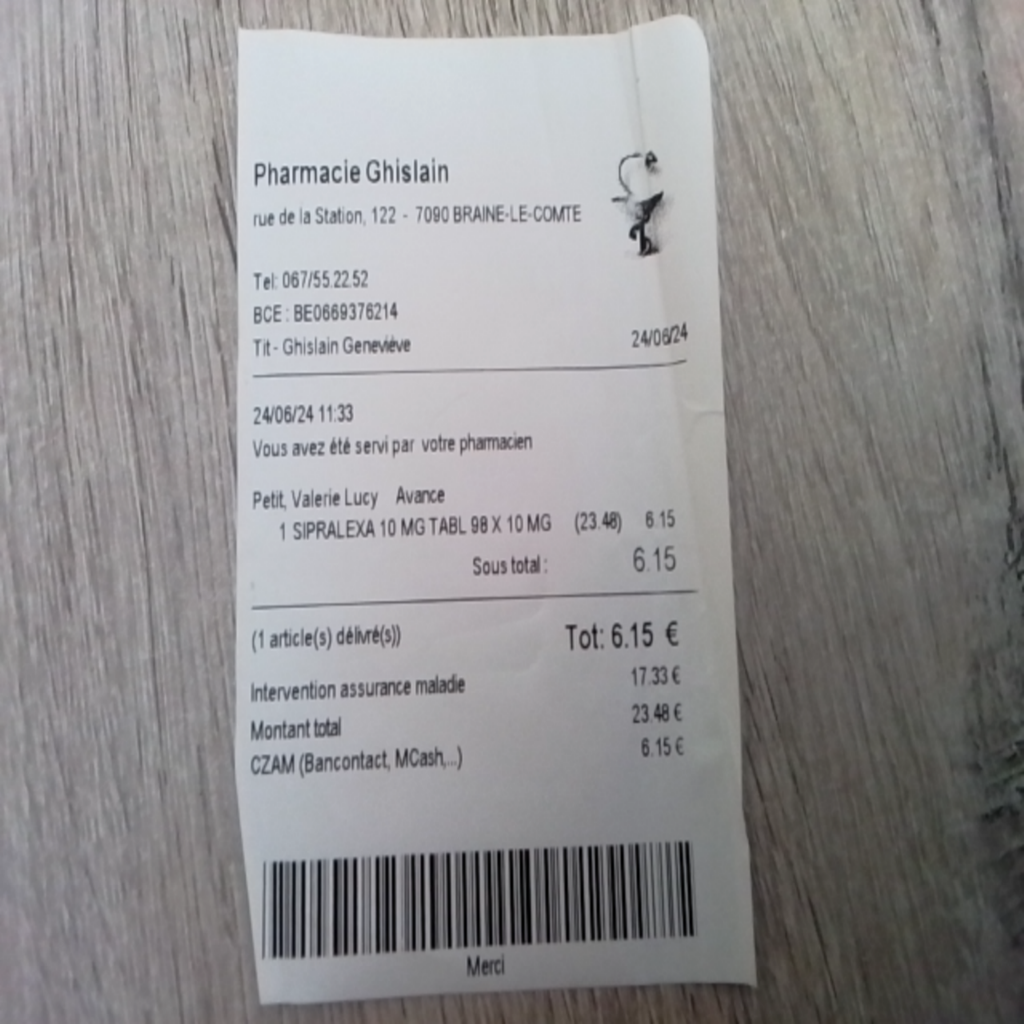 Pharmacie Ghislain
rue de la Station, 122 - 7090 BRAINE-LE-COMTE
Tel: 067/55.22.52
BCE : BE0669376214
Tit - Ghislain Geneviève 24/06/24
24/06/24 11:33
Vous avez été servi par votre pharmacien
Petit, Valerie Lucy Avance
1 SIPRALEXA 10 MG TABL 98 X 10 MG (23.48) 6.15
Sous total : 6.15
(1 article(s) délivré(s)) Tot: 6.15 €
Intervention assurance maladie 17.33 €
Montant total 23.48 €
CZAM (Bancontact, MCash,...) 6.15 €
Merci